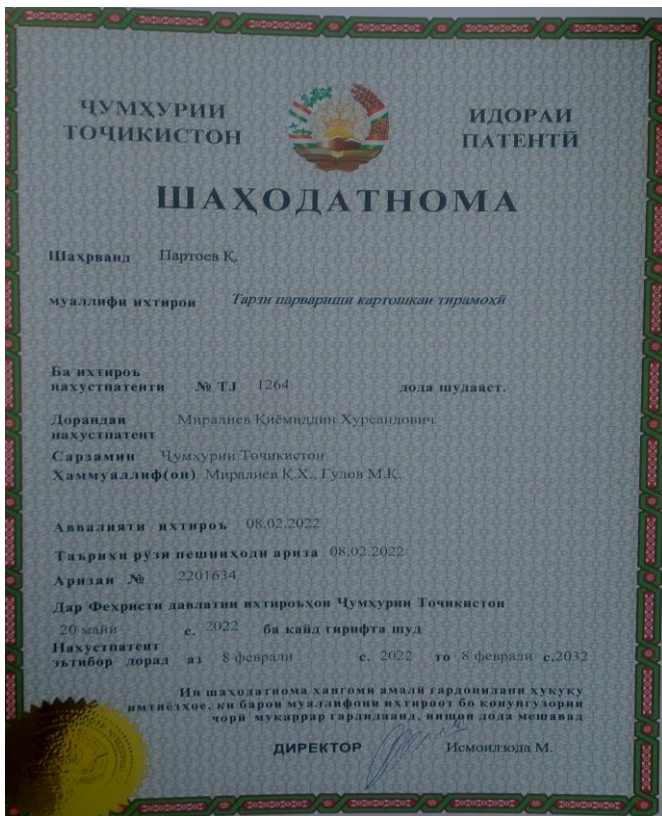 ҶУМҲУРИИ
ТОҶИКИСТОН
ИДОРАИ
ПАТЕНТӢ
ШАҲОДАТНОМА
Шаҳрванд Партоев Қ.
муаллифи ихтирои Тарзи парвариши картошкаи тирамоҳӣ
Ба ихтироъ
нахустпатенти № TJ 1264 дода шудааст.
Дорандаи Миралиев Қиёмиддин Хурсандович
нахустпатент
Сарзамин Ҷумҳурии Тоҷикистон
Ҳаммуаллиф(он) Миралиев Қ.Х., Гулов М.Қ.
Аввалияти ихтироъ 08.02.2022
Таърихи рӯзи пешниҳоди ариза 08.02.2022
Аризаи № 2201634
Дар Феҳристи давлатии ихтироъҳои Ҷумҳурии Тоҷикистон
20 майи с. 2022 ба қайд гирифта шуд
Нахустпатент
эътибор дорад аз 8 феврали с. 2022 то 8 феврали с.2032
Ин шаҳодатнома ҳангоми амалӣ гардонидани ҳуқуқу
имтиёзҳое, ки барои муаллифони ихтироот бо қонунгузории
ҷорӣ муқаррар гардидаанд, нишон дода мешавад
ДИРЕКТОР Исмоилзода М.